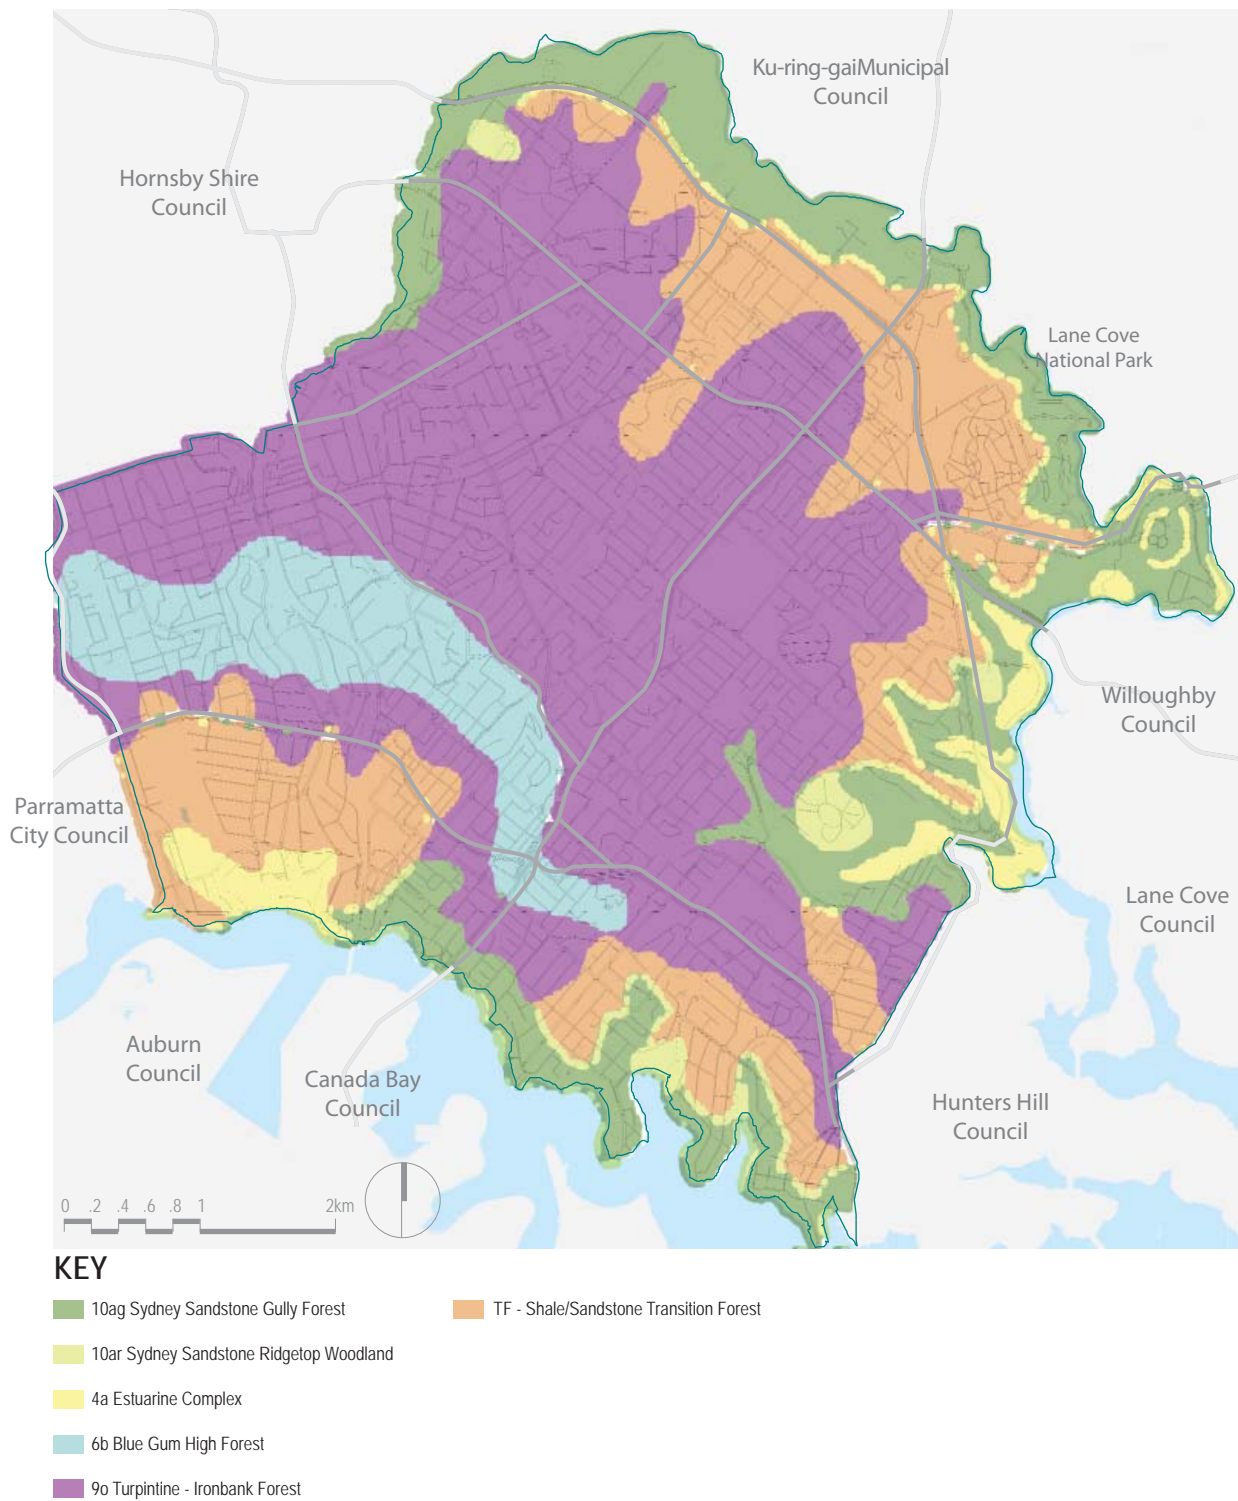 Ku-ring-gaiMunicipal
Council
Hornsby Shire
Council
Lane Cove
National Park
Willoughby
Council
Parramatta
City Council
Lane Cove
Council
Auburn
Council
Canada Bay
Council
Hunters Hill
Council
0 .2 .4 .6 .8 1 2km
KEY
10ag Sydney Sandstone Gully Forest
TF - Shale/Sandstone Transition Forest
10ar Sydney Sandstone Ridgetop Woodland
4a Estuarine Complex
6b Blue Gum High Forest
9o Turpintine - Ironbank Forest